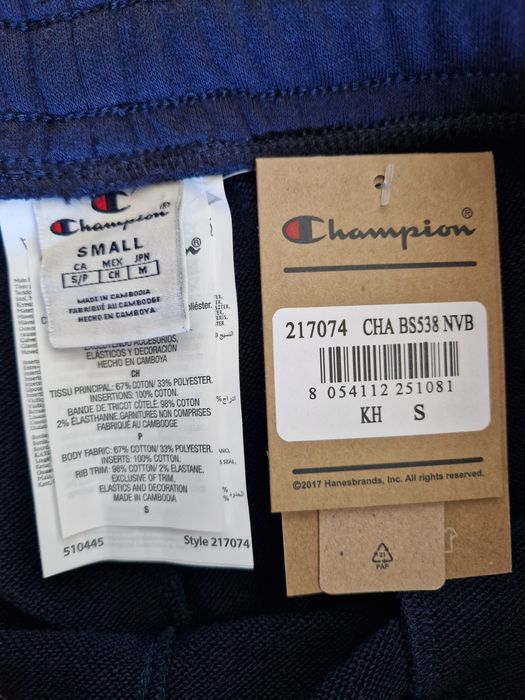 Champion
SMALL
CA MEX JPN
S/P CH M
MADE IN CAMBODIA
FABRIQUÉ AU CAMBODGE
HECHO EN CAMBOYA
EXCLUYENDO ACCESORIOS,
ELÁSTICOS Y DECORACIÓN
HECHO EN CAMBOYA
CH
TISSU PRINCIPAL: 67% COTON/ 33% POLYESTER.
INSERTIONS: 100% COTON.
BANDE DE TRICOT CÔTELÉ: 98% COTON/
2% ÉLASTHANNE.GARNITURES NON COMPRISES
FABRIQUÉ AU CAMBODGE
P
BODY FABRIC: 67% COTTON/ 33% POLYESTER.
INSERTS: 100% COTTON.
RIB TRIM: 98% COTTON/ 2% ELASTANE.
EXCLUSIVE OF TRIM,
ELASTICS AND DECORATION
MADE IN CAMBODIA
S
510445 Style 217074
Champion®
217074 CHA BS538 NVB
8 054112 251081
KH S
©2017 Hanesbrands, Inc. All rights reserved.
21
PAP